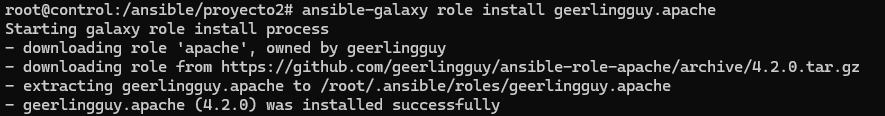 root@control:/ansible/proyecto2# ansible-galaxy role install geerlingguy.apache
Starting galaxy role install process
- downloading role 'apache', owned by geerlingguy
- downloading role from https://github.com/geerlingguy/ansible-role-apache/archive/4.2.0.tar.gz
- extracting geerlingguy.apache to /root/.ansible/roles/geerlingguy.apache
- geerlingguy.apache (4.2.0) was installed successfully